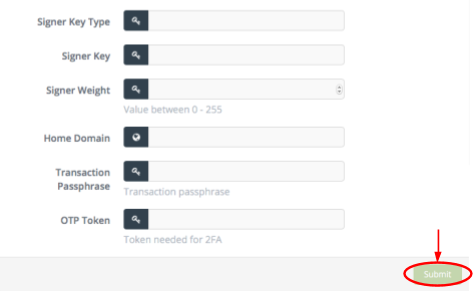 Signer Key Type
Signer Key
Signer Weight
Value between 0 - 255
Home Domain
Transaction
Passphrase
Transaction passphrase
OTP Token
Token needed for 2FA
Submit